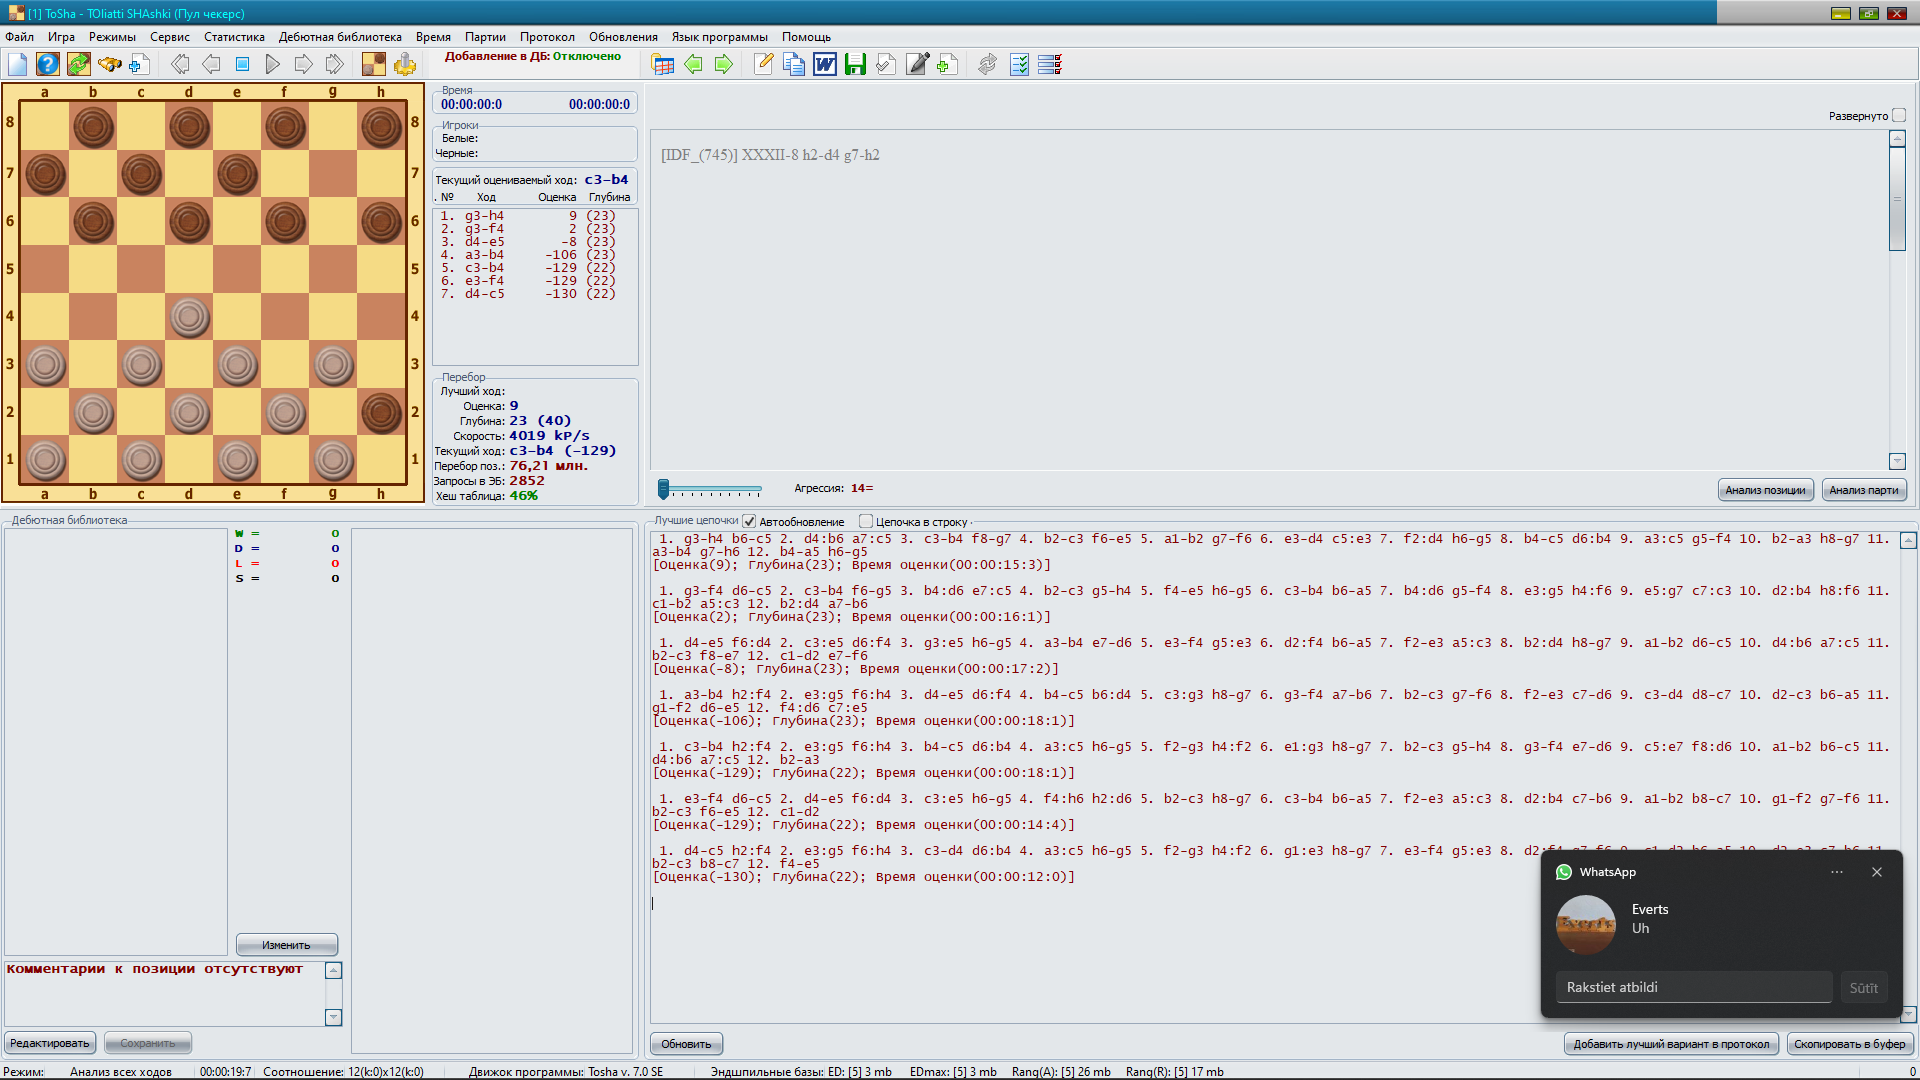 [1] ToSha - TOliatti SHAshki (Пул чекерс)
Файл Игра Режимы Сервис Статистика Дебютная библиотека Время Партии Протокол Обновления Язык программы Помощь
Добавление в ДБ: Отключено
a b c d e f g h
8 8
7 7
6 6
5 5
4 4
3 3
2 2
1 1
a b c d e f g h
Время
00:00:00:0 00:00:00:0
Игроки
Белые:
Черные:
Текущий оцениваемый ход: c3-b4
. № Ход Оценка Глубина
1. g3-h4 9 (23)
2. g3-f4 2 (23)
3. d4-e5 -8 (23)
4. a3-b4 -106 (23)
5. c3-b4 -129 (22)
6. e3-f4 -129 (22)
7. d4-c5 -130 (22)
Перебор
Лучший ход:
Оценка: 9
Глубина: 23 (40)
Скорость: 4019 kP/s
Текущий ход: c3-b4 (-129)
Перебор поз.: 76,21 млн.
Запросы в ЭБ: 2852
Хеш таблица: 46%
Развернуто
[IDF_(745)] XXXII-8 h2-d4 g7-h2
Агрессия: 14=
Анализ позиции Анализ парти
Дебютная библиотека
W = 0
D = 0
L = 0
S = 0
Изменить
Комментарии к позиции отсутствуют
Редактировать Сохранить
Лучшие цепочки Автообновление Цепочка в строку
1. g3-h4 b6-c5 2. d4:b6 a7:c5 3. c3-b4 f8-g7 4. b2-c3 f6-e5 5. a1-b2 g7-f6 6. e3-d4 c5:e3 7. f2:d4 h6-g5 8. b4-c5 d6:b4 9. a3:c5 g5-f4 10. b2-a3 h8-g7 11.
a3-b4 g7-h6 12. b4-a5 h6-g5
[Оценка(9); Глубина(23); Время оценки(00:00:15:3)]
1. g3-f4 d6-c5 2. c3-b4 f6-g5 3. b4:d6 e7:c5 4. b2-c3 g5-h4 5. f4-e5 h6-g5 6. c3-b4 b6-a5 7. b4:d6 g5-f4 8. e3:g5 h4:f6 9. e5:g7 c7:c3 10. d2:b4 h8:f6 11.
c1-b2 a5:c3 12. b2:d4 a7-b6
[Оценка(2); Глубина(23); Время оценки(00:00:16:1)]
1. d4-e5 f6:d4 2. c3:e5 d6:f4 3. g3:e5 h6-g5 4. a3-b4 e7-d6 5. e3-f4 g5:e3 6. d2:f4 b6-a5 7. f2-e3 a5:c3 8. b2:d4 h8-g7 9. a1-b2 d6-c5 10. d4:b6 a7:c5 11.
b2-c3 f8-e7 12. c1-d2 e7-f6
[Оценка(-8); Глубина(23); Время оценки(00:00:17:2)]
1. a3-b4 h2:f4 2. e3:g5 f6:h4 3. d4-e5 d6:f4 4. b4-c5 b6:d4 5. c3:g3 h8-g7 6. g3-f4 a7-b6 7. b2-c3 g7-f6 8. f2-e3 c7-d6 9. c3-d4 d8-c7 10. d2-c3 b6-a5 11.
g1-f2 d6-e5 12. f4:d6 c7:e5
[Оценка(-106); Глубина(23); Время оценки(00:00:18:1)]
1. c3-b4 h2:f4 2. e3:g5 f6:h4 3. b4-c5 d6:b4 4. a3:c5 h6-g5 5. f2-g3 h4:f2 6. e1:g3 h8-g7 7. b2-c3 g5-h4 8. g3-f4 e7-d6 9. c5:e7 f8:d6 10. a1-b2 b6-c5 11.
d4:b6 a7:c5 12. b2-a3
[Оценка(-129); Глубина(22); Время оценки(00:00:18:1)]
1. e3-f4 d6-c5 2. d4-e5 f6:d4 3. c3:e5 h6-g5 4. f4:h6 h2:d6 5. b2-c3 h8-g7 6. c3-b4 b6-a5 7. f2-e3 a5:c3 8. d2:b4 c7-b6 9. a1-b2 b8-c7 10. g1-f2 g7-f6 11.
b2-c3 f6-e5 12. c1-d2
[Оценка(-129); Глубина(22); Время оценки(00:00:14:4)]
1. d4-c5 h2:f4 2. e3:g5 f6:h4 3. c3-d4 d6:b4 4. a3:c5 h6-g5 5. f2-g3 h4:f2 6. g1:e3 h8-g7 7. e3-f4 g5:e3 8.
b2-c3 b8-c7 12. f4-e5
[Оценка(-130); Глубина(22); Время оценки(00:00:12:0)]
WhatsApp
Everts
Uh
Rakstiet atbildi Sūtīt
Обновить Добавить лучший вариант в протокол Скопировать в буфер
Режим: Анализ всех ходов 00:00:19:7 Соотношение: 12(k:0)x12(k:0) Движок программы: Tosha v. 7.0 SE Эндшпильные базы: ED: [5] 3 mb EDmax: [5] 3 mb Rang(A): [5] 26 mb Rang(R): [5] 17 mb 0